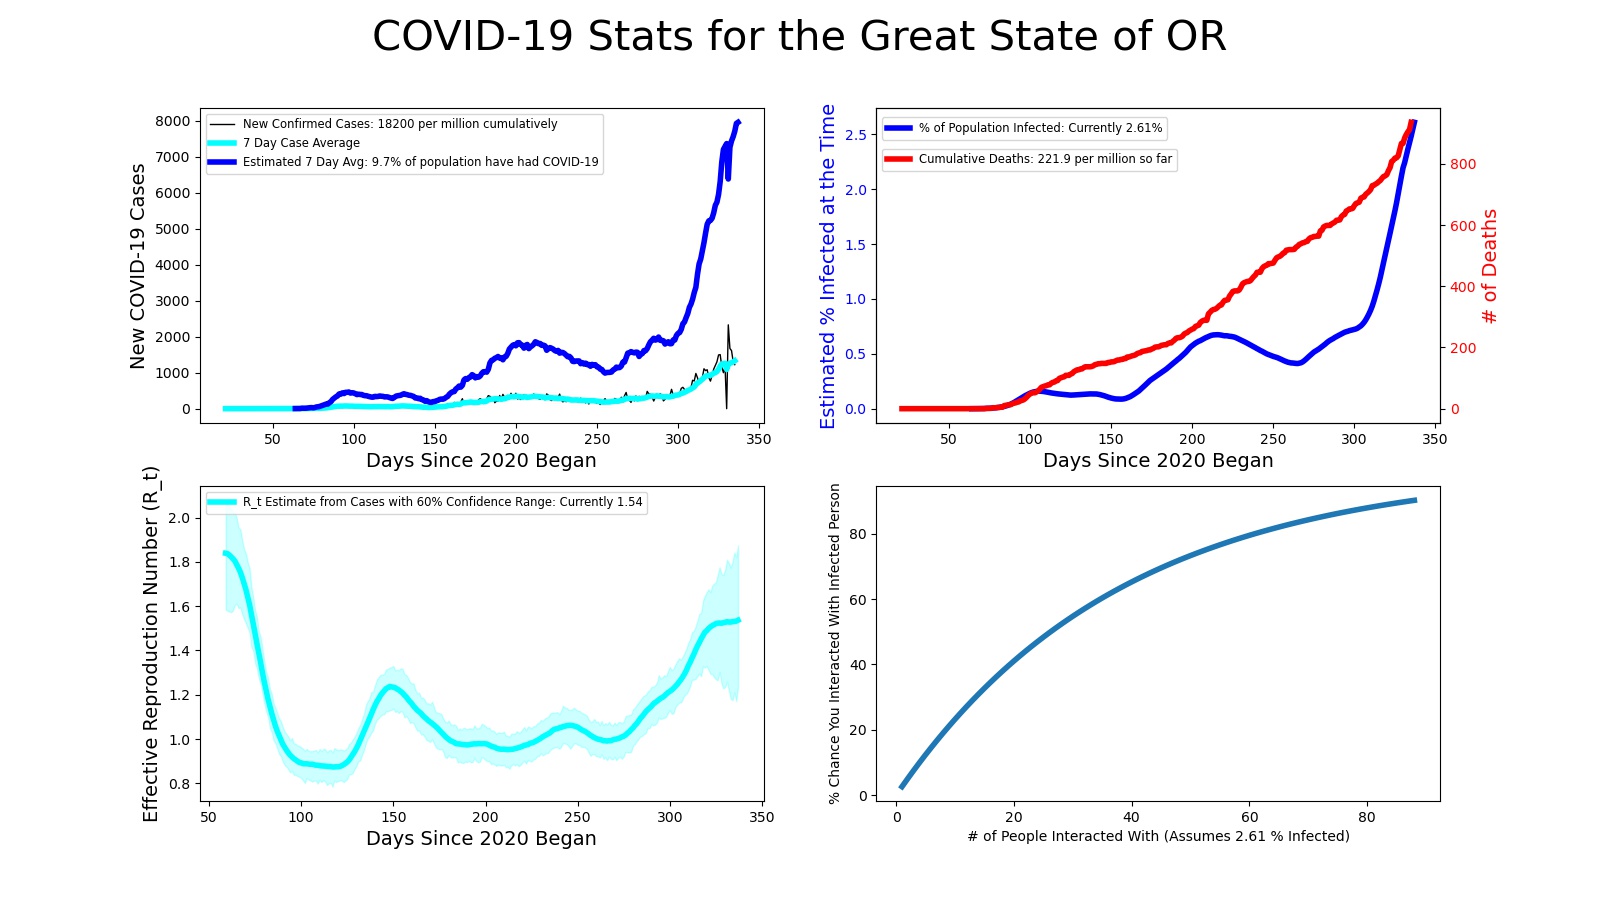 COVID-19 Stats for the Great State of OR
New COVID-19 Cases
8000
7000
6000
5000
4000
3000
2000
1000
0
New Confirmed Cases: 18200 per million cumulatively
7 Day Case Average
Estimated 7 Day Avg: 9.7% of population have had COVID-19
50 100 150 200 250 300 350
Days Since 2020 Began
Estimated % Infected at the Time
2.5
2.0
1.5
1.0
0.5
0.0
% of Population Infected: Currently 2.61%
Cumulative Deaths: 221.9 per million so far
800
600
400
200
0
# of Deaths
50 100 150 200 250 300 350
Days Since 2020 Began
Effective Reproduction Number (R_t)
2.0
1.8
1.6
1.4
1.2
1.0
0.8
R_t Estimate from Cases with 60% Confidence Range: Currently 1.54
50 100 150 200 250 300 350
Days Since 2020 Began
% Chance You Interacted With Infected Person
80
60
40
20
0
0 20 40 60 80
# of People Interacted With (Assumes 2.61 % Infected)